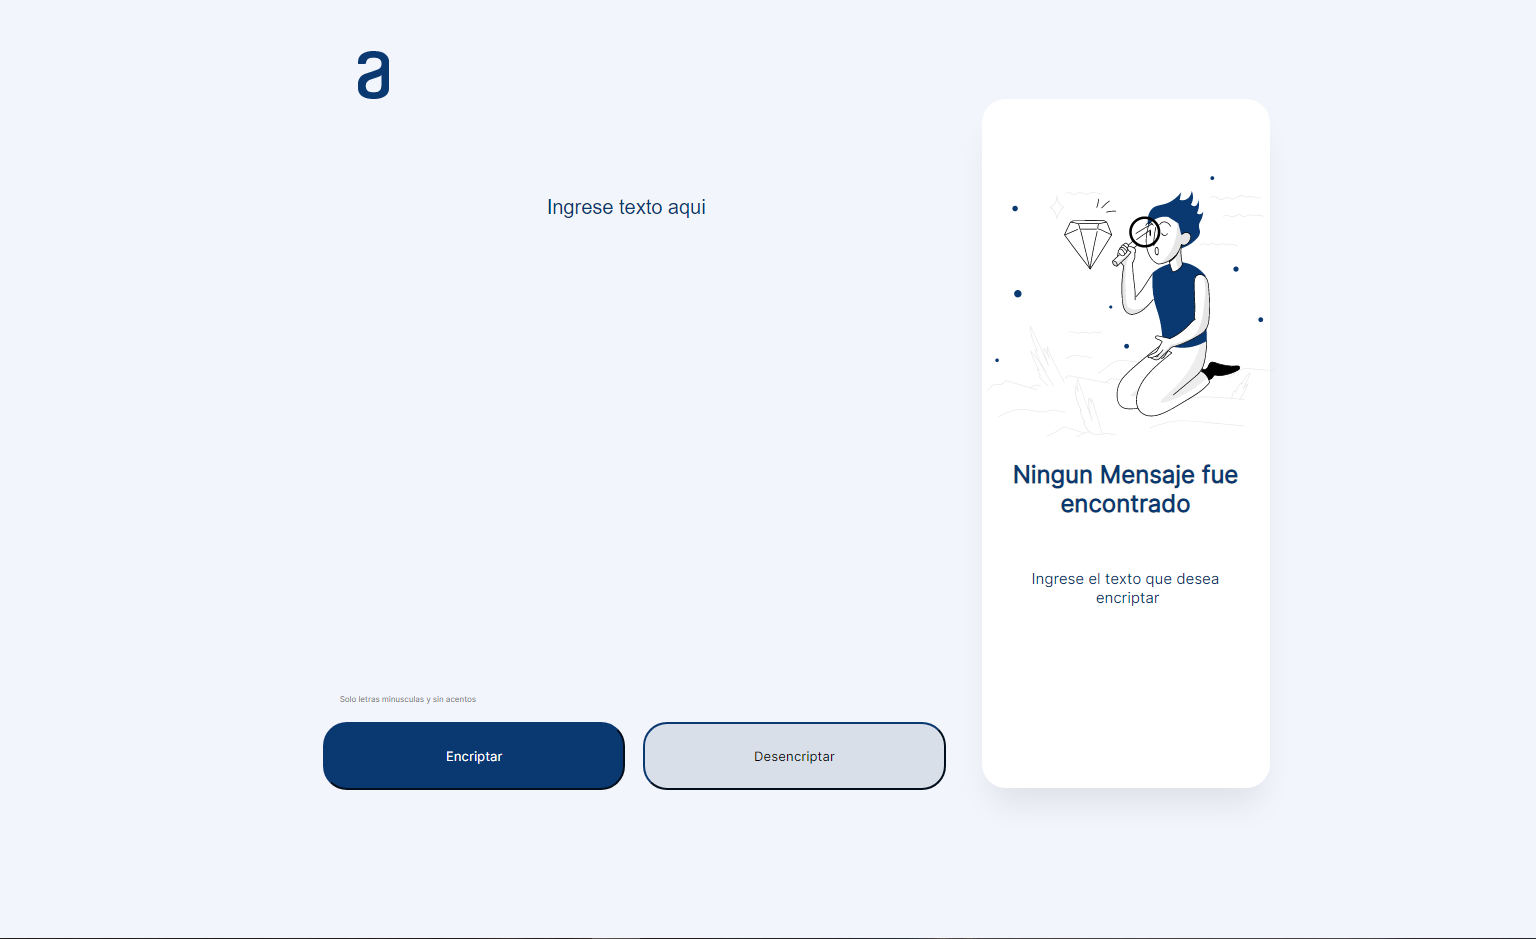 a
Ingrese texto aqui
Ningun Mensaje fue
encontrado
Ingrese el texto que desea
encriptar
Solo letras minusculas y sin acentos
Encriptar
Desencriptar